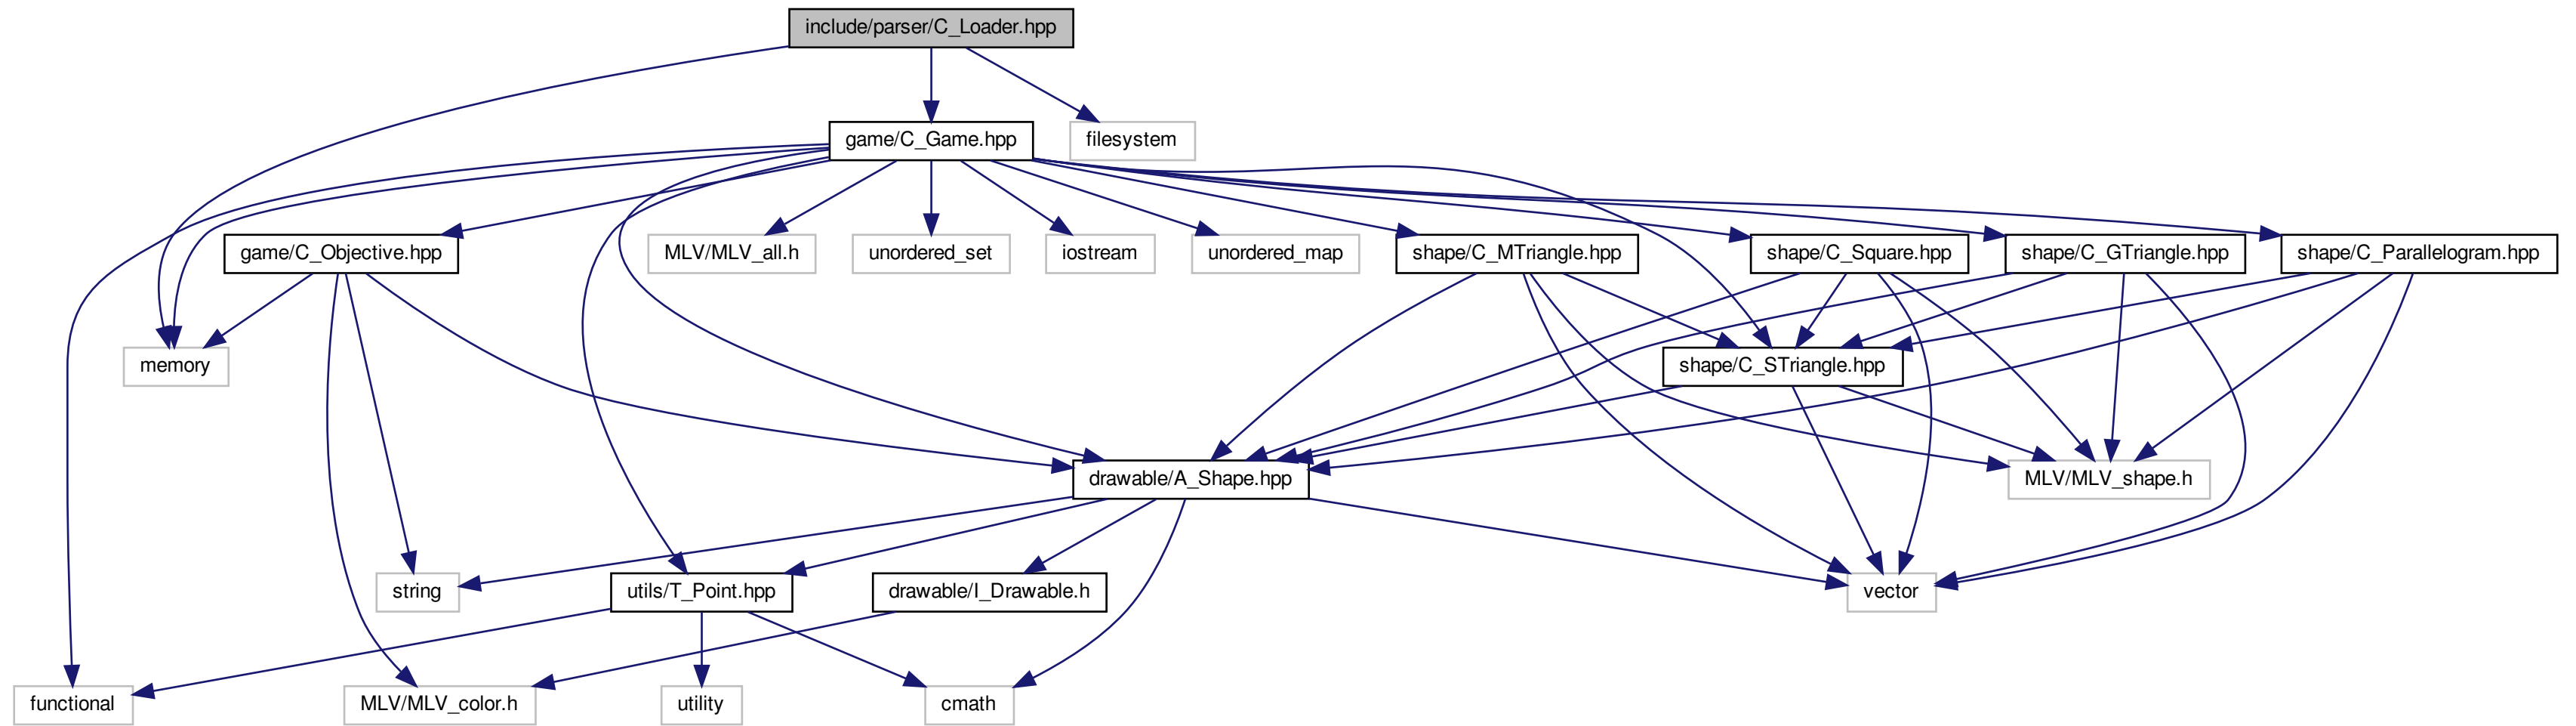 include/parser/C_Loader.hpp
game/C_Game.hpp
filesystem
game/C_Objective.hpp
MLV/MLV_all.h
unordered_set
iostream
unordered_map
shape/C_MTriangle.hpp
shape/C_Square.hpp
shape/C_GTriangle.hpp
shape/C_Parallelogram.hpp
memory
shape/C_STriangle.hpp
drawable/A_Shape.hpp
MLV/MLV_shape.h
string
utils/T_Point.hpp
drawable/I_Drawable.h
vector
functional
MLV/MLV_color.h
utility
cmath